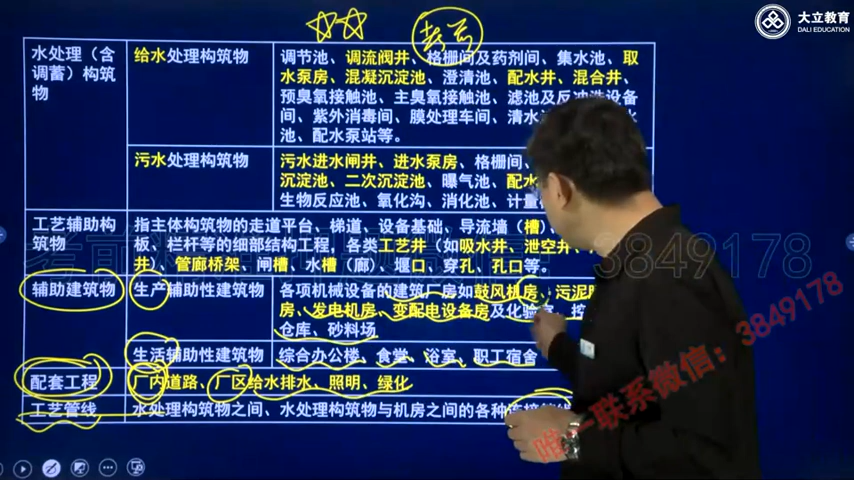 大立教育
DALI EDUCATION
考写
水处理(含调蓄)构筑物
给水处理构筑物
调节池、调流阀井、格栅间及药剂间、集水池、取
水泵房、混凝沉淀池、澄清池、配水井、混合井、
预臭氧接触池、主臭氧接触池、滤池及反冲洗设备
间、紫外消毒间、膜处理车间、清水
池、配水泵站等。
污水处理构筑物
污水进水闸井、进水泵房、格栅间、
沉淀池、二次沉淀池、曝气池、配水
生物反应池、氧化沟、消化池、计量
工艺辅助构筑物
指主体构筑物的走道平台、梯道、设备基础、导流墙(槽)、
板、栏杆等的细部结构工程,各类工艺井(如吸水井、泄空井、
井)、管廊桥架、闸槽、水槽(廊)、堰口、穿孔、孔口等。
辅助建筑物
生产辅助性建筑物
各项机械设备的建筑厂房如鼓风机房、污泥
房、发电机房、变配电设备房及化验室、控
仓库、砂料场
生活辅助性建筑物
综合办公楼、食堂、浴室、职工宿舍
配套工程
厂内道路、厂区给水排水、照明、绿化
工艺管线
水处理构筑物之间、水处理构筑物与机房之间的各种连接管线
3849178
唯一联系微信:3849178